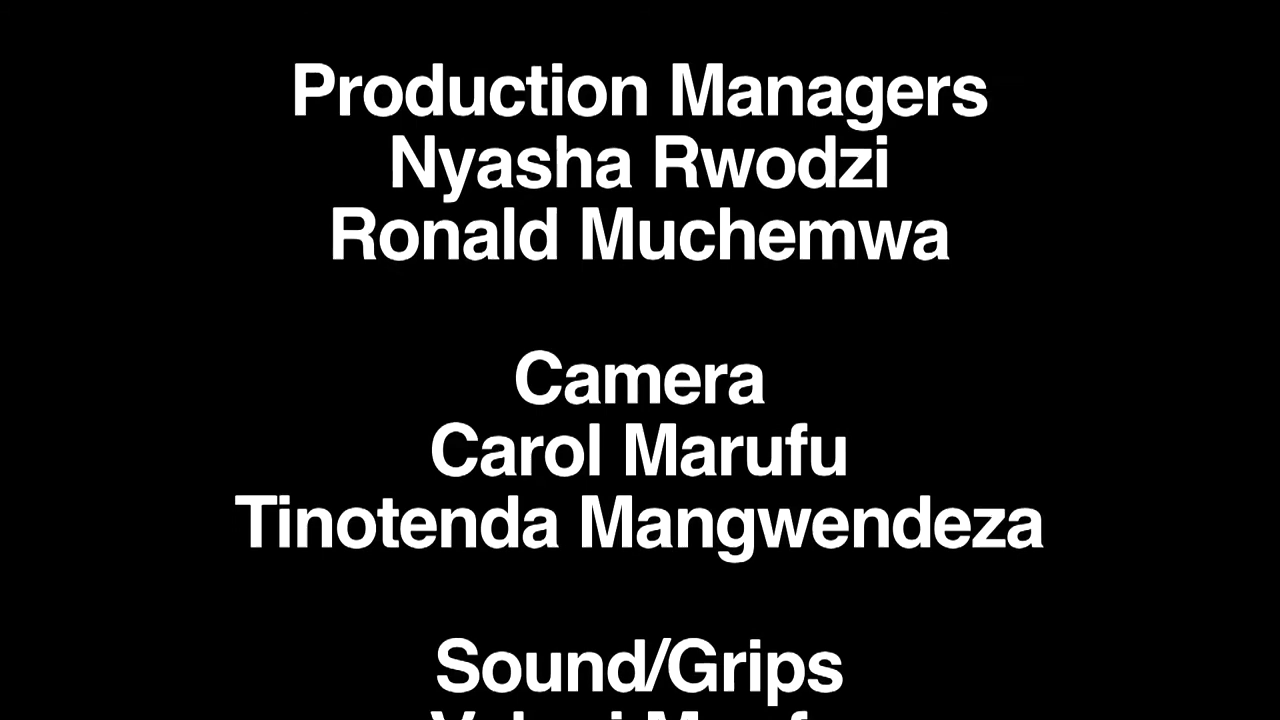 Production Managers
Nyasha Rwodzi
Ronald Muchemwa
Camera
Carol Marufu
Tinotenda Mangwendeza
Sound/Grips